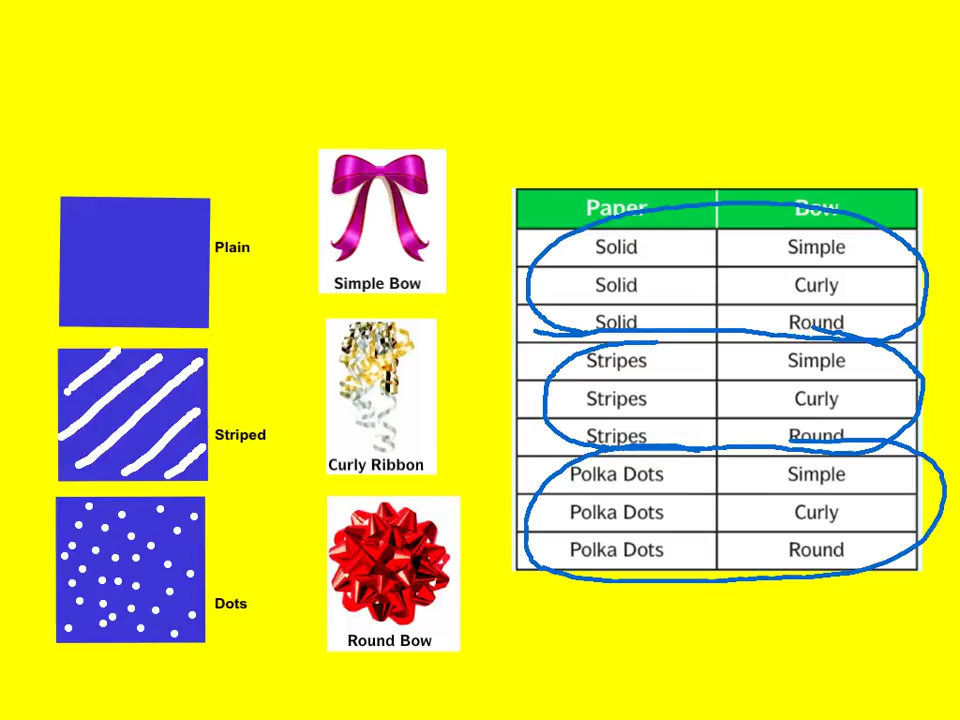 Plain
Striped
Dots
Simple Bow
Curly Ribbon
Round Bow
Paper Bow
Solid Simple
Solid Curly
Solid Round
Stripes Simple
Stripes Curly
Stripes Round
Polka Dots Simple
Polka Dots Curly
Polka Dots Round